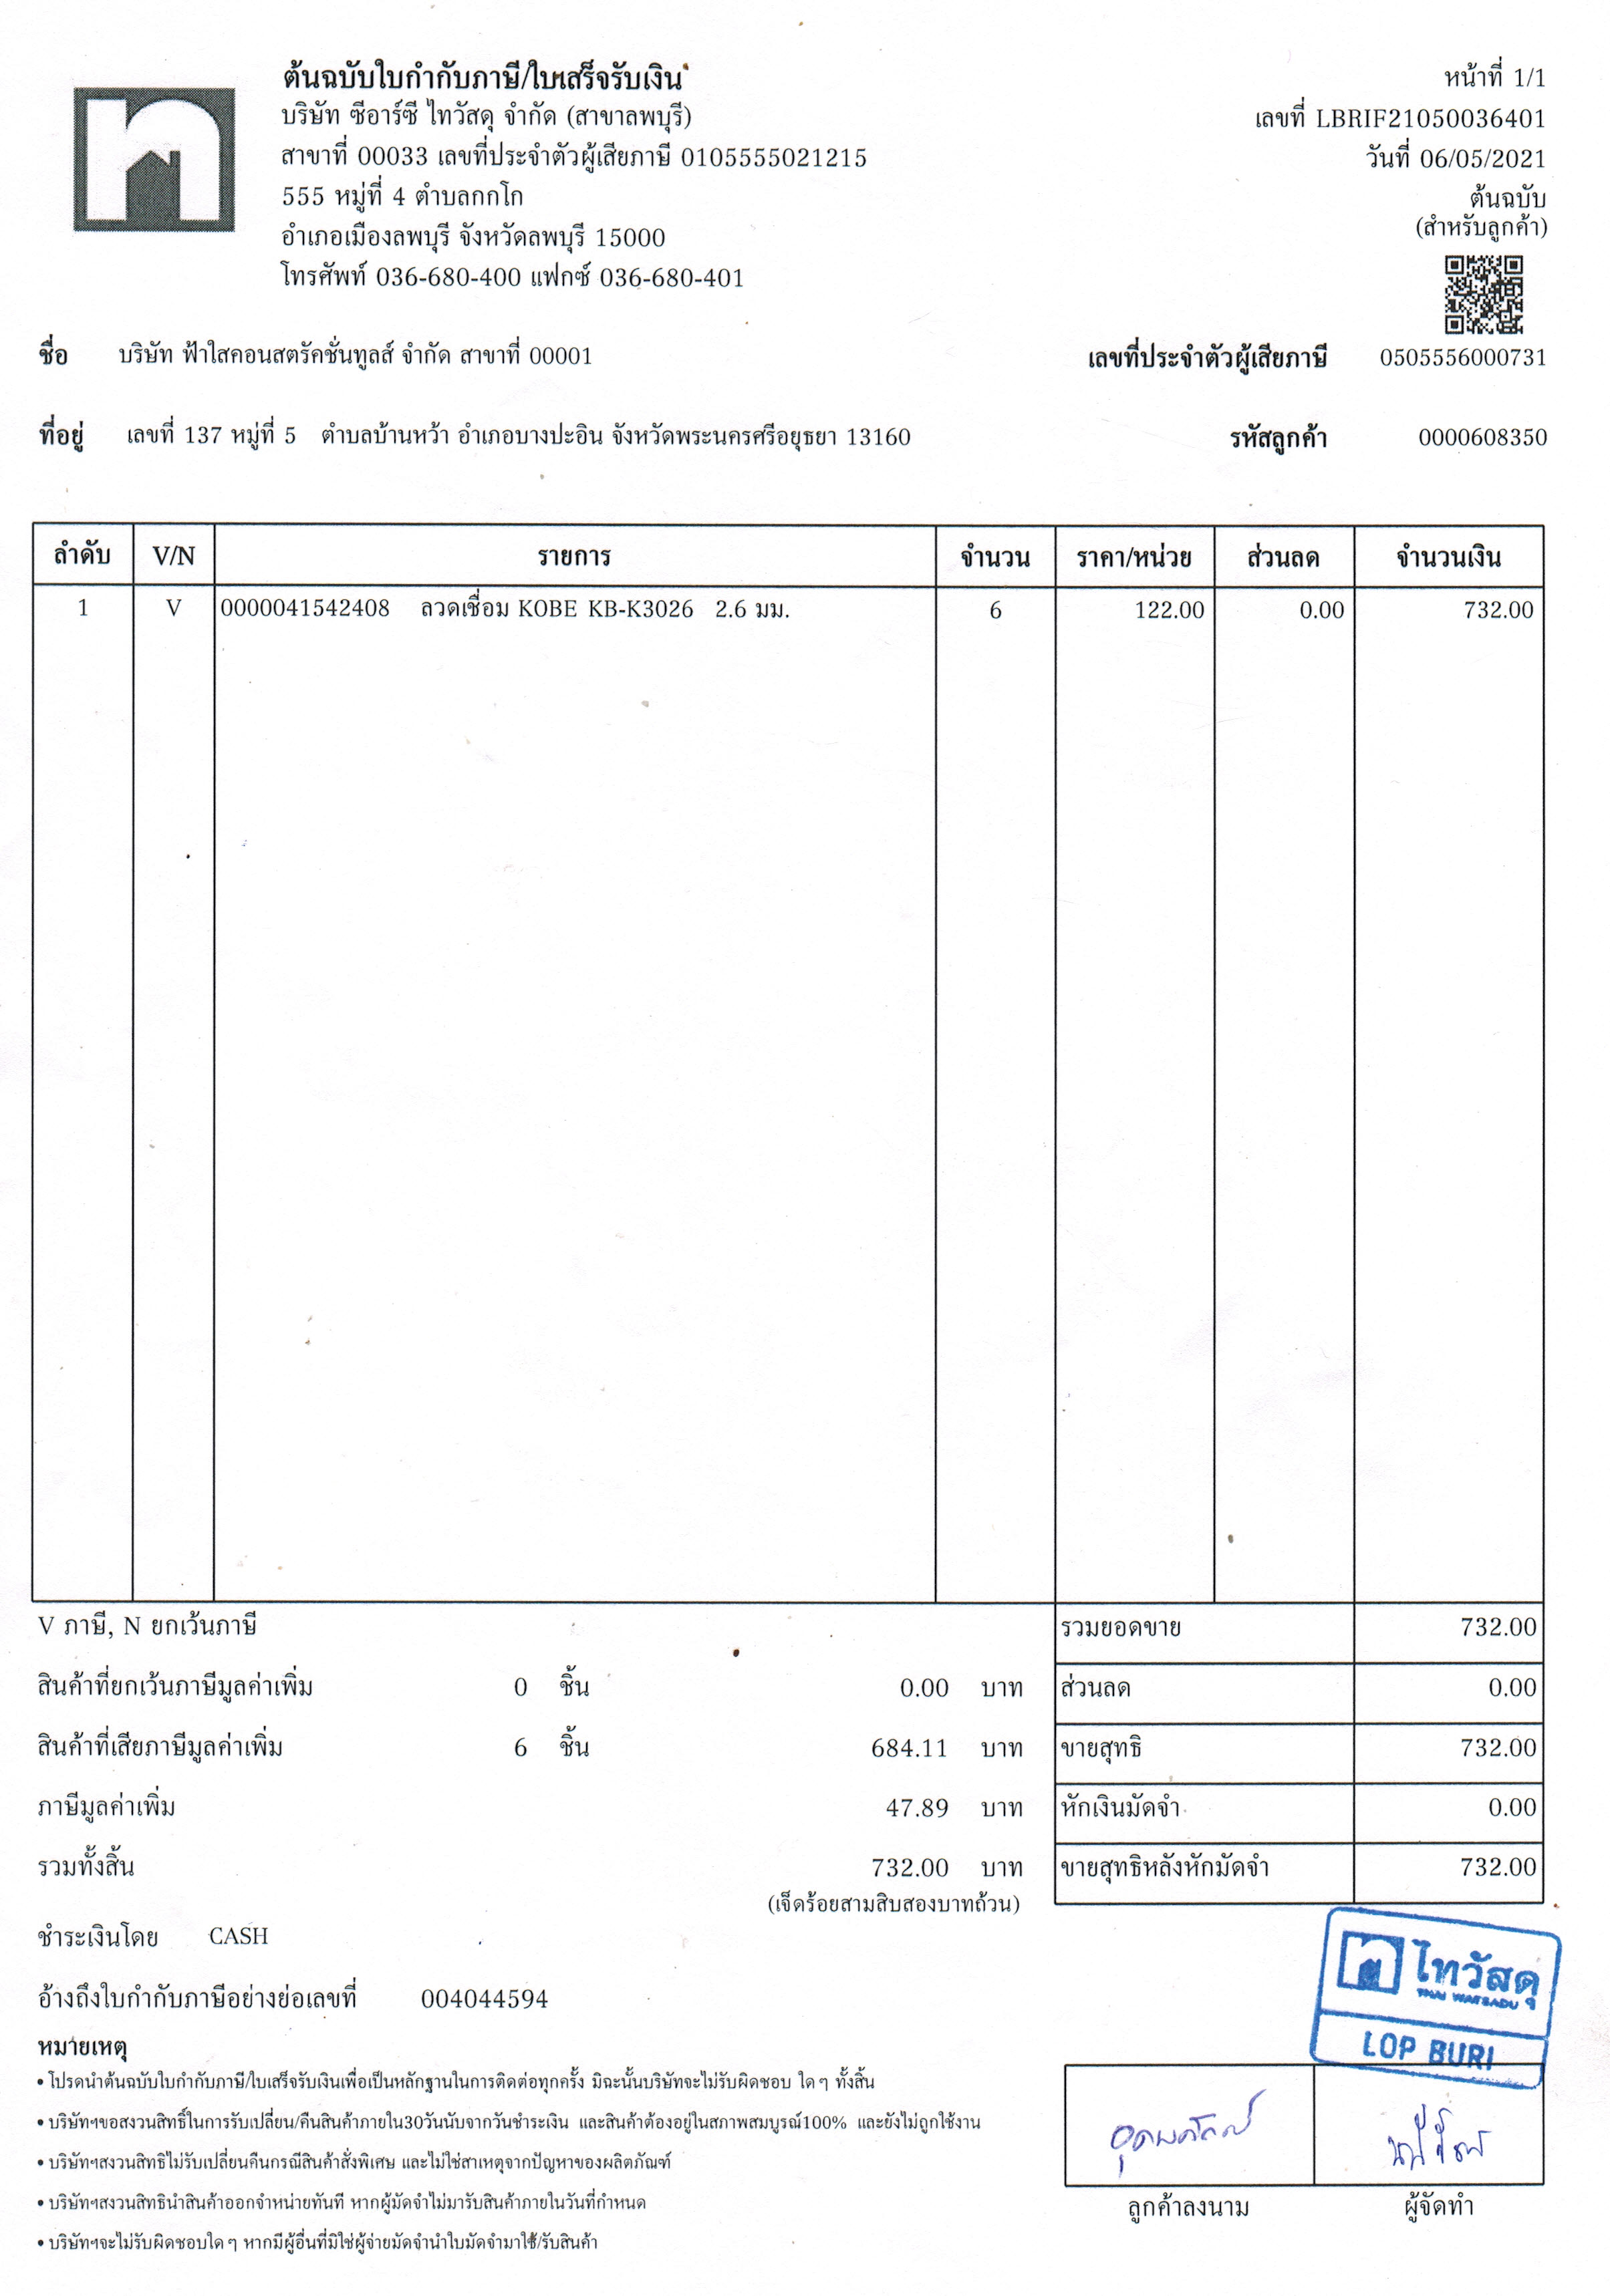 ต้นฉบับใบกำกับภาษี/ใบเสร็จรับเงิน
บริษัท ซีอาร์ซี ไทวัสดุ จำกัด (สาขาลพบุรี)
สาขาที่ 00033 เลขที่ประจำตัวผู้เสียภาษี 0105555021215
555 หมู่ที่ 4 ตำบลกกโก
อำเภอเมืองลพบุรี จังหวัดลพบุรี 15000
โทรศัพท์ 036-680-400 แฟกซ์ 036-680-401
หน้าที่ 1/1
เลขที่ LBRIF21050036401
วันที่ 06/05/2021
ต้นฉบับ
(สำหรับลูกค้า)
ชื่อ บริษัท ฟ้าใสคอนสตรัคชั่นทูลส์ จำกัด สาขาที่ 00001 เลขที่ประจำตัวผู้เสียภาษี 0505556000731
ที่อยู่ เลขที่ 137 หมู่ที่ 5 ตำบลบ้านหว้า อำเภอบางปะอิน จังหวัดพระนครศรีอยุธยา 13160 รหัสลูกค้า 0000608350
ลำดับ V/N รายการ จำนวน ราคา/หน่วย ส่วนลด จำนวนเงิน
1 V 0000041542408 ลวดเชื่อม KOBE KB-K3026 2.6 มม. 6 122.00 0.00 732.00
V ภาษี, N ยกเว้นภาษี รวมยอดขาย 732.00
สินค้าที่ยกเว้นภาษีมูลค่าเพิ่ม 0 ชิ้น 0.00 บาท ส่วนลด 0.00
สินค้าที่เสียภาษีมูลค่าเพิ่ม 6 ชิ้น 684.11 บาท ขายสุทธิ 732.00
ภาษีมูลค่าเพิ่ม 47.89 บาท หักเงินมัดจำ 0.00
รวมทั้งสิ้น 732.00 บาท ขายสุทธิหลังหักมัดจำ 732.00
(เจ็ดร้อยสามสิบสองบาทถ้วน)
ชำระเงินโดย CASH
อ้างถึงใบกำกับภาษีอย่างย่อเลขที่ 004044594
ไทวัสดุ
THAI WATSADU
LOP BURI
หมายเหตุ
• โปรดนำต้นฉบับใบกำกับภาษี/ใบเสร็จรับเงินเพื่อเป็นหลักฐานในการติดต่อทุกครั้ง มิฉะนั้นบริษัทจะไม่รับผิดชอบ ใด ๆ ทั้งสิ้น
• บริษัทฯขอสงวนสิทธิ์ในการรับเปลี่ยน/คืนสินค้าภายใน30วันนับจากวันชำระเงิน และสินค้าต้องอยู่ในสภาพสมบูรณ์100% และยังไม่ถูกใช้งาน
• บริษัทฯสงวนสิทธิไม่รับเปลี่ยนคืนกรณีสินค้าสั่งพิเศษ และไม่ใช่สาเหตุจากปัญหาของผลิตภัณฑ์
• บริษัทฯสงวนสิทธินำสินค้าออกจำหน่ายทันที หากผู้มัดจำไม่มารับสินค้าภายในวันที่กำหนด
• บริษัทฯจะไม่รับผิดชอบใด ๆ หากมีผู้อื่นที่มิใช่ผู้จ่ายมัดจำนำใบมัดจำมาใช้/รับสินค้า
ลูกค้าลงนาม ผู้จัดทำ